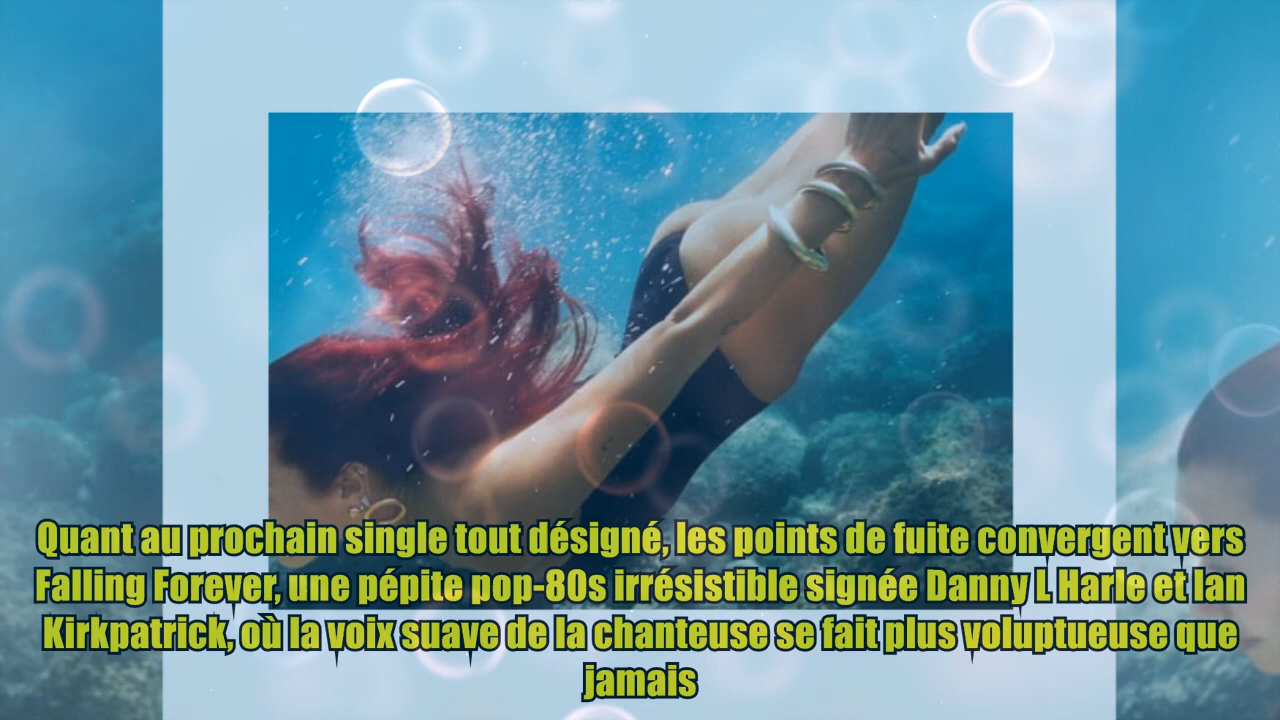 Quant au prochain single tout désigné, les points de fuite convergent vers
Falling Forever, une pépite pop-80s irrésistible signée Danny L Harle et Ian
Kirkpatrick, où la voix suave de la chanteuse se fait plus voluptueuse que
jamais